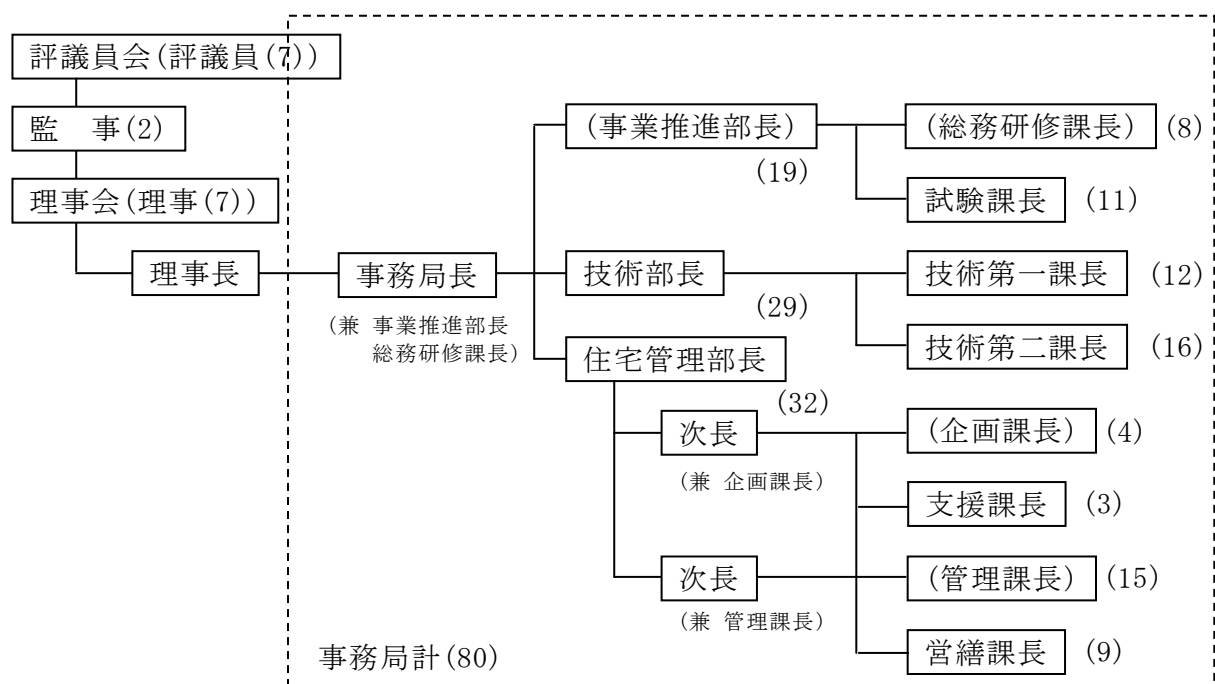 評議員会(評議員(7))
監　事(2)
理事会(理事(7))
理事長
事務局長
(兼 事業推進部長
総務研修課長)
(事業推進部長)
(19)
(総務研修課長)
(8)
試験課長
(11)
技術部長
(29)
技術第一課長
(12)
技術第二課長
(16)
住宅管理部長
(32)
次長
(兼 企画課長)
(企画課長)
(4)
支援課長
(3)
次長
(兼 管理課長)
(管理課長)
(15)
営繕課長
(9)
事務局計(80)